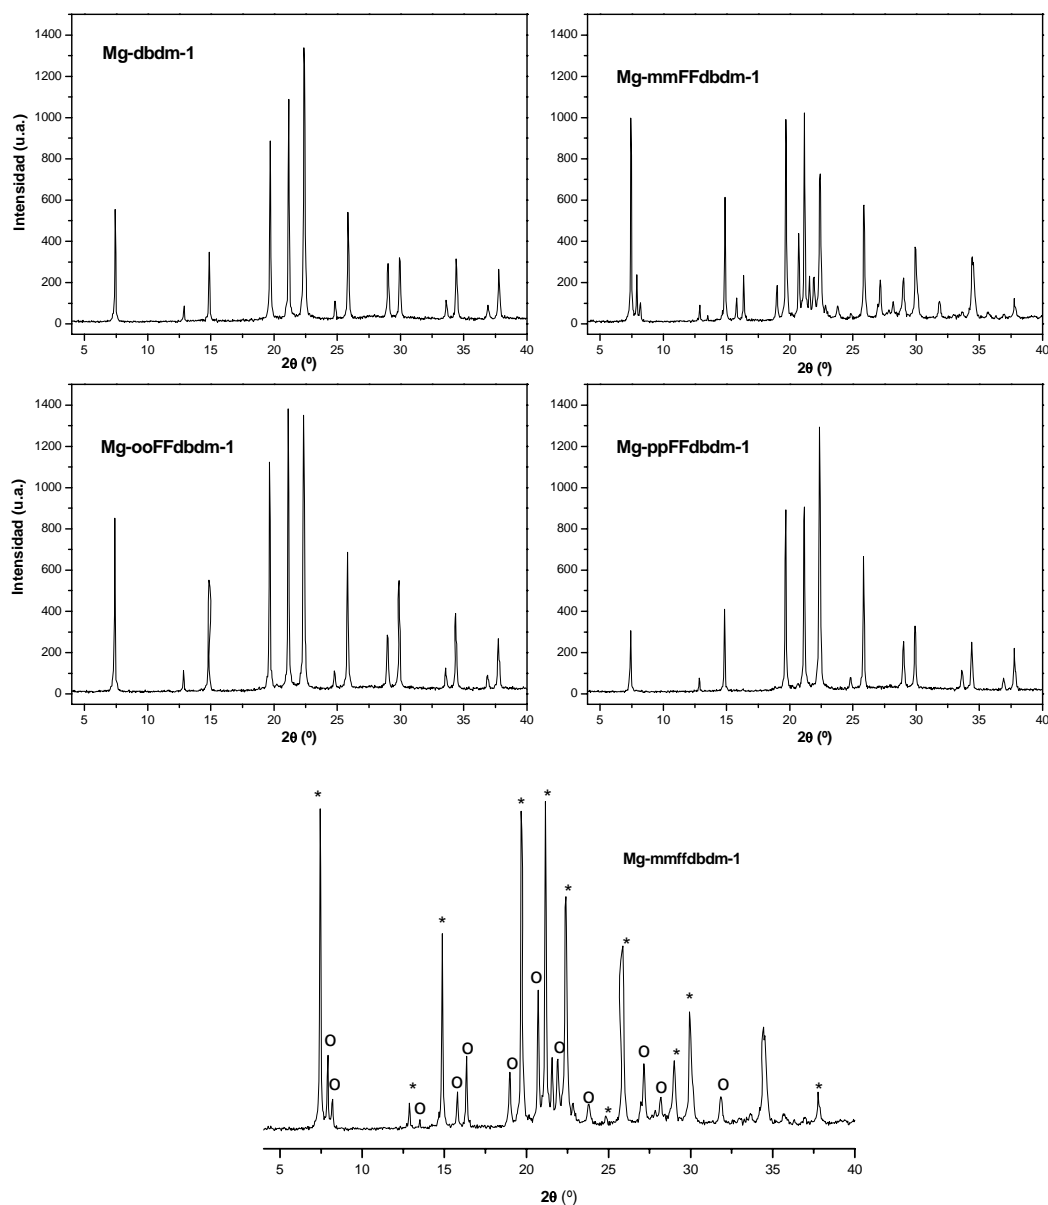 1400
1200
1000
800
600
400
200
0
Intensidad (u.a.)
Mg-dbdm-1
5 10 15 20 25 30 35 40
2θ (º)
1400
1200
1000
800
600
400
200
0
Mg-mmFFdbdm-1
5 10 15 20 25 30 35 40
2θ (º)
1400
1200
1000
800
600
400
200
0
Intensidad (u.a.)
Mg-ooFFdbdm-1
5 10 15 20 25 30 35 40
2θ (º)
1400
1200
1000
800
600
400
200
0
Mg-ppFFdbdm-1
5 10 15 20 25 30 35 40
2θ (º)
Mg-mmffdbdm-1
* o o * o * o o o * o * o * o * * o o * * o *
5 10 15 20 25 30 35 40
2θ (º)